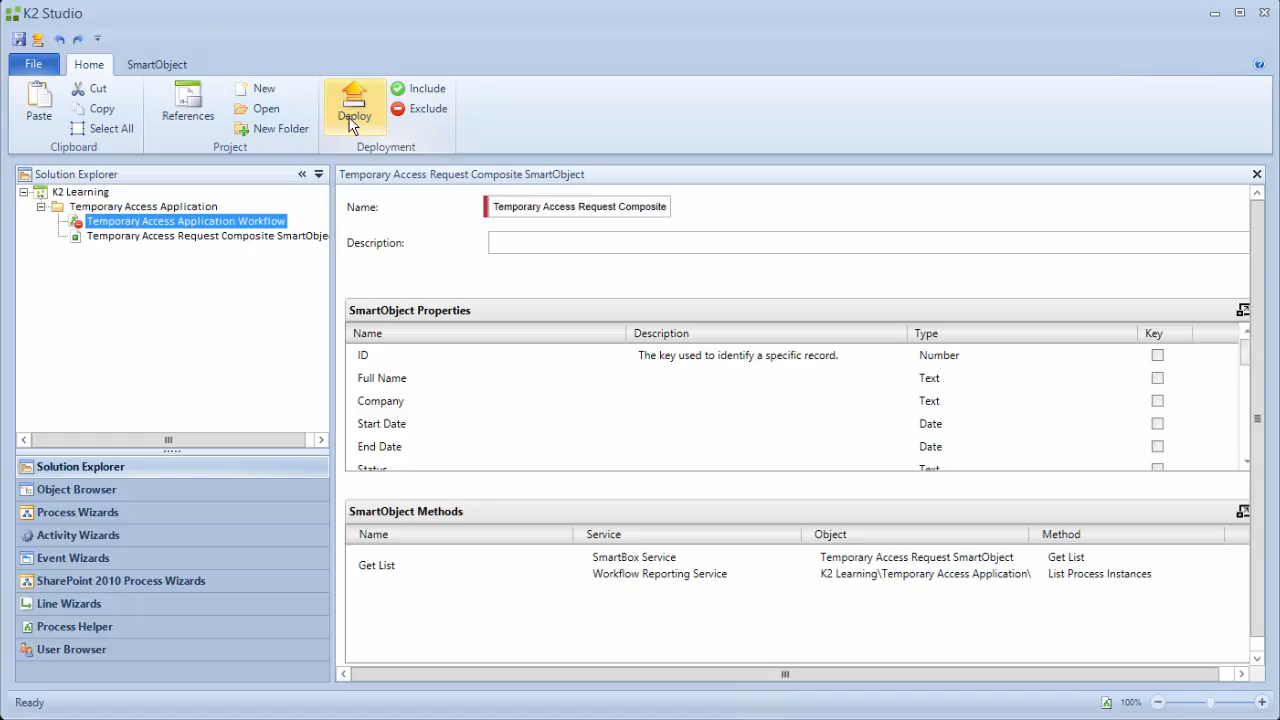 K2 Studio
File
Home
SmartObject
Paste
Cut
Copy
Select All
Clipboard
References
New
Open
New Folder
Project
Deploy
Include
Exclude
Deployment
Solution Explorer
K2 Learning
Temporary Access Application
Temporary Access Application Workflow
Temporary Access Request Composite SmartObje
Solution Explorer
Object Browser
Process Wizards
Activity Wizards
Event Wizards
SharePoint 2010 Process Wizards
Line Wizards
Process Helper
User Browser
Temporary Access Request Composite SmartObject
Name: Temporary Access Request Composite
Description:
SmartObject Properties
Name Description Type Key
ID The key used to identify a specific record. Number
Full Name Text
Company Text
Start Date Date
End Date Date
Status Text
SmartObject Methods
Name Service Object Method
Get List
SmartBox Service Temporary Access Request SmartObject Get List
Workflow Reporting Service K2 Learning\Temporary Access Application\ List Process Instances
Ready
100%